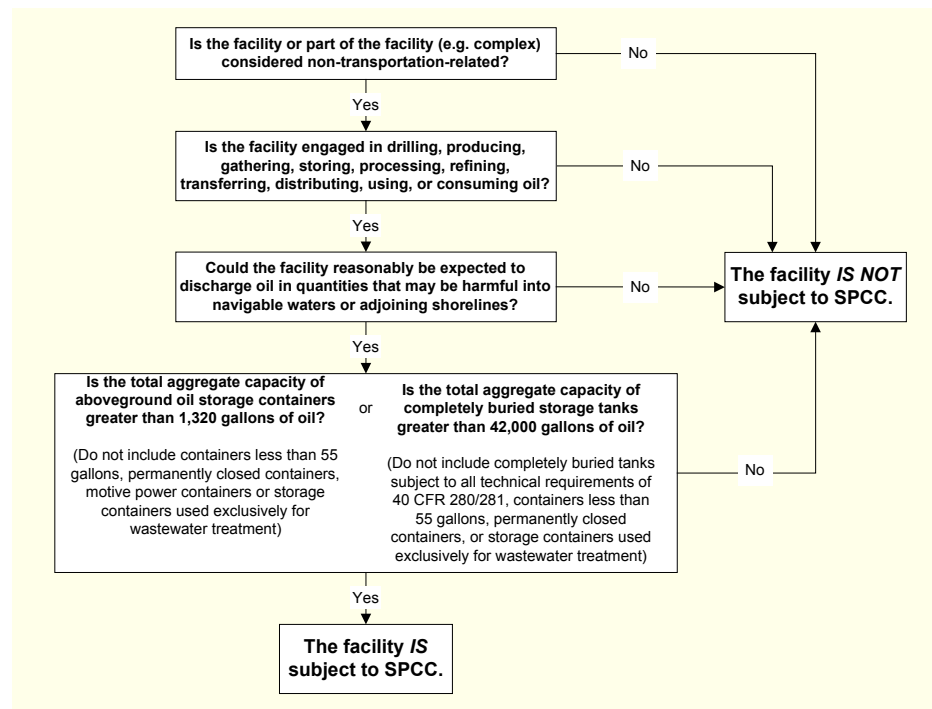 Is the facility or part of the facility (e.g. complex)
considered non-transportation-related?
No
Yes
Is the facility engaged in drilling, producing,
gathering, storing, processing, refining,
transferring, distributing, using, or consuming oil?
No
Yes
Could the facility reasonably be expected to
discharge oil in quantities that may be harmful into
navigable waters or adjoining shorelines?
No
The facility IS NOT
subject to SPCC.
Yes
Is the total aggregate capacity of
aboveground oil storage containers
greater than 1,320 gallons of oil?
(Do not include containers less than 55
gallons, permanently closed containers,
motive power containers or storage
containers used exclusively for
wastewater treatment)
or
Is the total aggregate capacity of
completely buried storage tanks
greater than 42,000 gallons of oil?
(Do not include completely buried tanks
subject to all technical requirements of
40 CFR 280/281, containers less than
55 gallons, permanently closed
containers, or storage containers used
exclusively for wastewater treatment)
No
Yes
The facility IS
subject to SPCC.